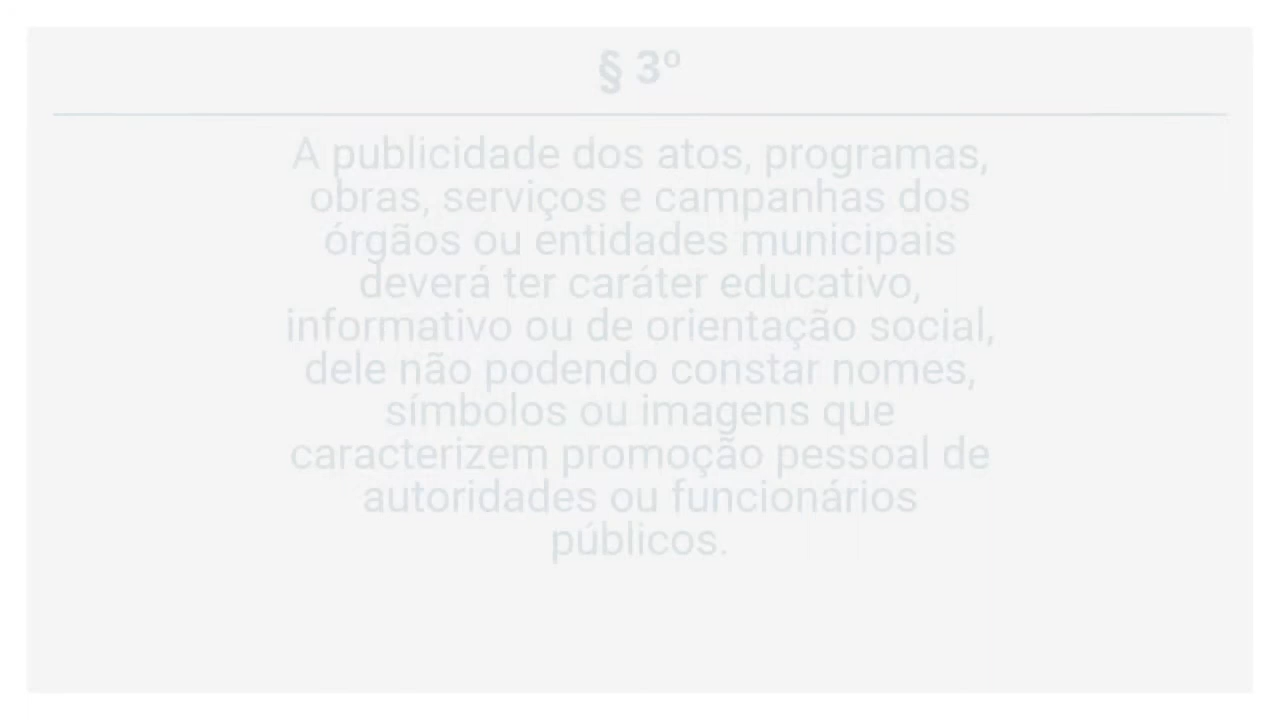 § 3º
A publicidade dos atos, programas,
obras, serviços e campanhas dos
órgãos ou entidades municipais
deverá ter caráter educativo,
informativo ou de orientação social,
dele não podendo constar nomes,
símbolos ou imagens que
caracterizem promoção pessoal de
autoridades ou funcionários
públicos.